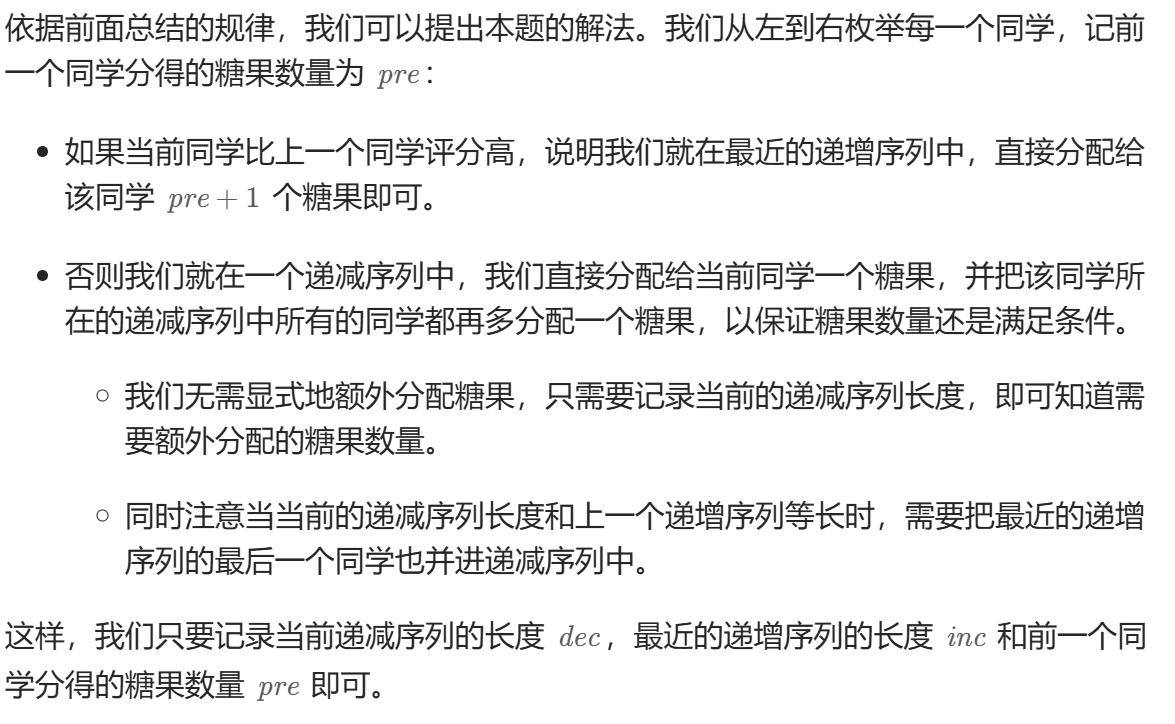 依据前面总结的规律，我们可以提出本题的解法。我们从左到右枚举每一个同学，记前
一个同学分得的糖果数量为 pre：
• 如果当前同学比上一个同学评分高，说明我们就在最近的递增序列中，直接分配给
该同学 pre + 1 个糖果即可。
• 否则我们就在一个递减序列中，我们直接分配给当前同学一个糖果，并把该同学所
在的递减序列中所有的同学都再多分配一个糖果，以保证糖果数量还是满足条件。
○ 我们无需显式地额外分配糖果，只需要记录当前的递减序列长度，即可知道需
要额外分配的糖果数量。
○ 同时注意当当前的递减序列长度和上一个递增序列等长时，需要把最近的递增
序列的最后一个同学也并进递减序列中。
这样，我们只要记录当前递减序列的长度 dec，最近的递增序列的长度 inc 和前一个同
学分得的糖果数量 pre 即可。